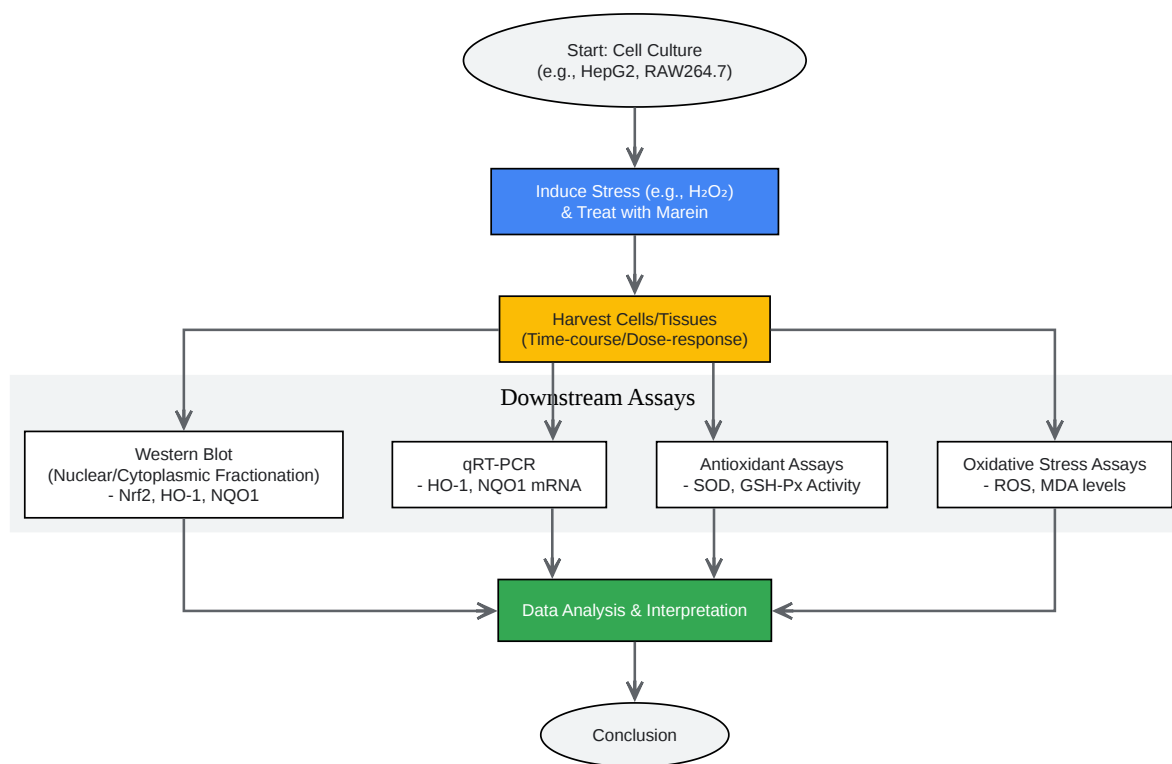 Start: Cell Culture
(e.g., HepG2, RAW264.7)
Induce Stress (e.g., H₂O₂)
& Treat with Marein
Harvest Cells/Tissues
(Time-course/Dose-response)
Downstream Assays
Western Blot
(Nuclear/Cytoplasmic Fractionation)
- Nrf2, HO-1, NQO1
qRT-PCR
- HO-1, NQO1 mRNA
Antioxidant Assays
- SOD, GSH-Px Activity
Oxidative Stress Assays
- ROS, MDA levels
Data Analysis & Interpretation
Conclusion